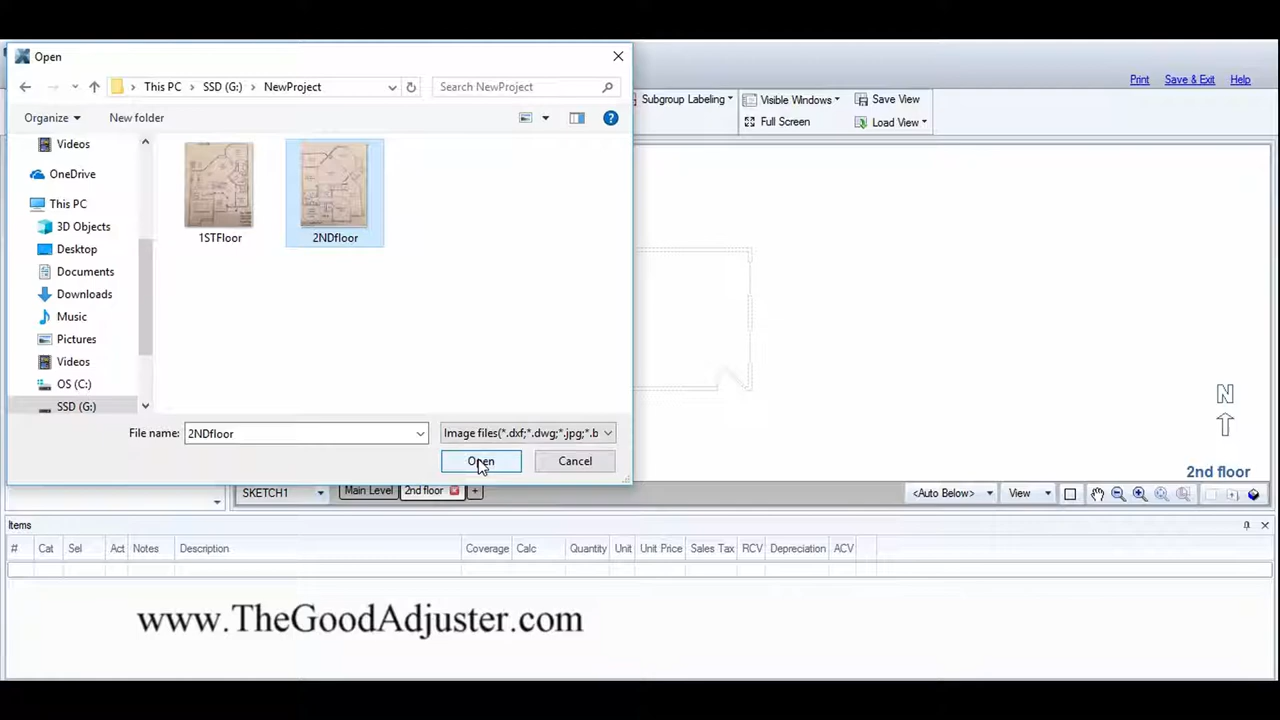 Open
This PC
SSD (G:)
NewProject
Search NewProject
Organize
New folder
Videos
OneDrive
This PC
3D Objects
Desktop
Documents
Downloads
Music
Pictures
Videos
OS (C:)
SSD (G:)
1STFloor
2NDfloor
File name:
2NDfloor
Image files(*.dxf;*.dwg;*.jpg;*.b
Open
Cancel
Print
Save & Exit
Help
Subgroup Labeling
Visible Windows
Save View
Full Screen
Load View
N
2nd floor
SKETCH1
Main Level
2nd floor
<Auto Below>
View
Items
# Cat Sel Act Notes Description Coverage Calc Quantity Unit Unit Price Sales Tax RCV Depreciation ACV
www.TheGoodAdjuster.com